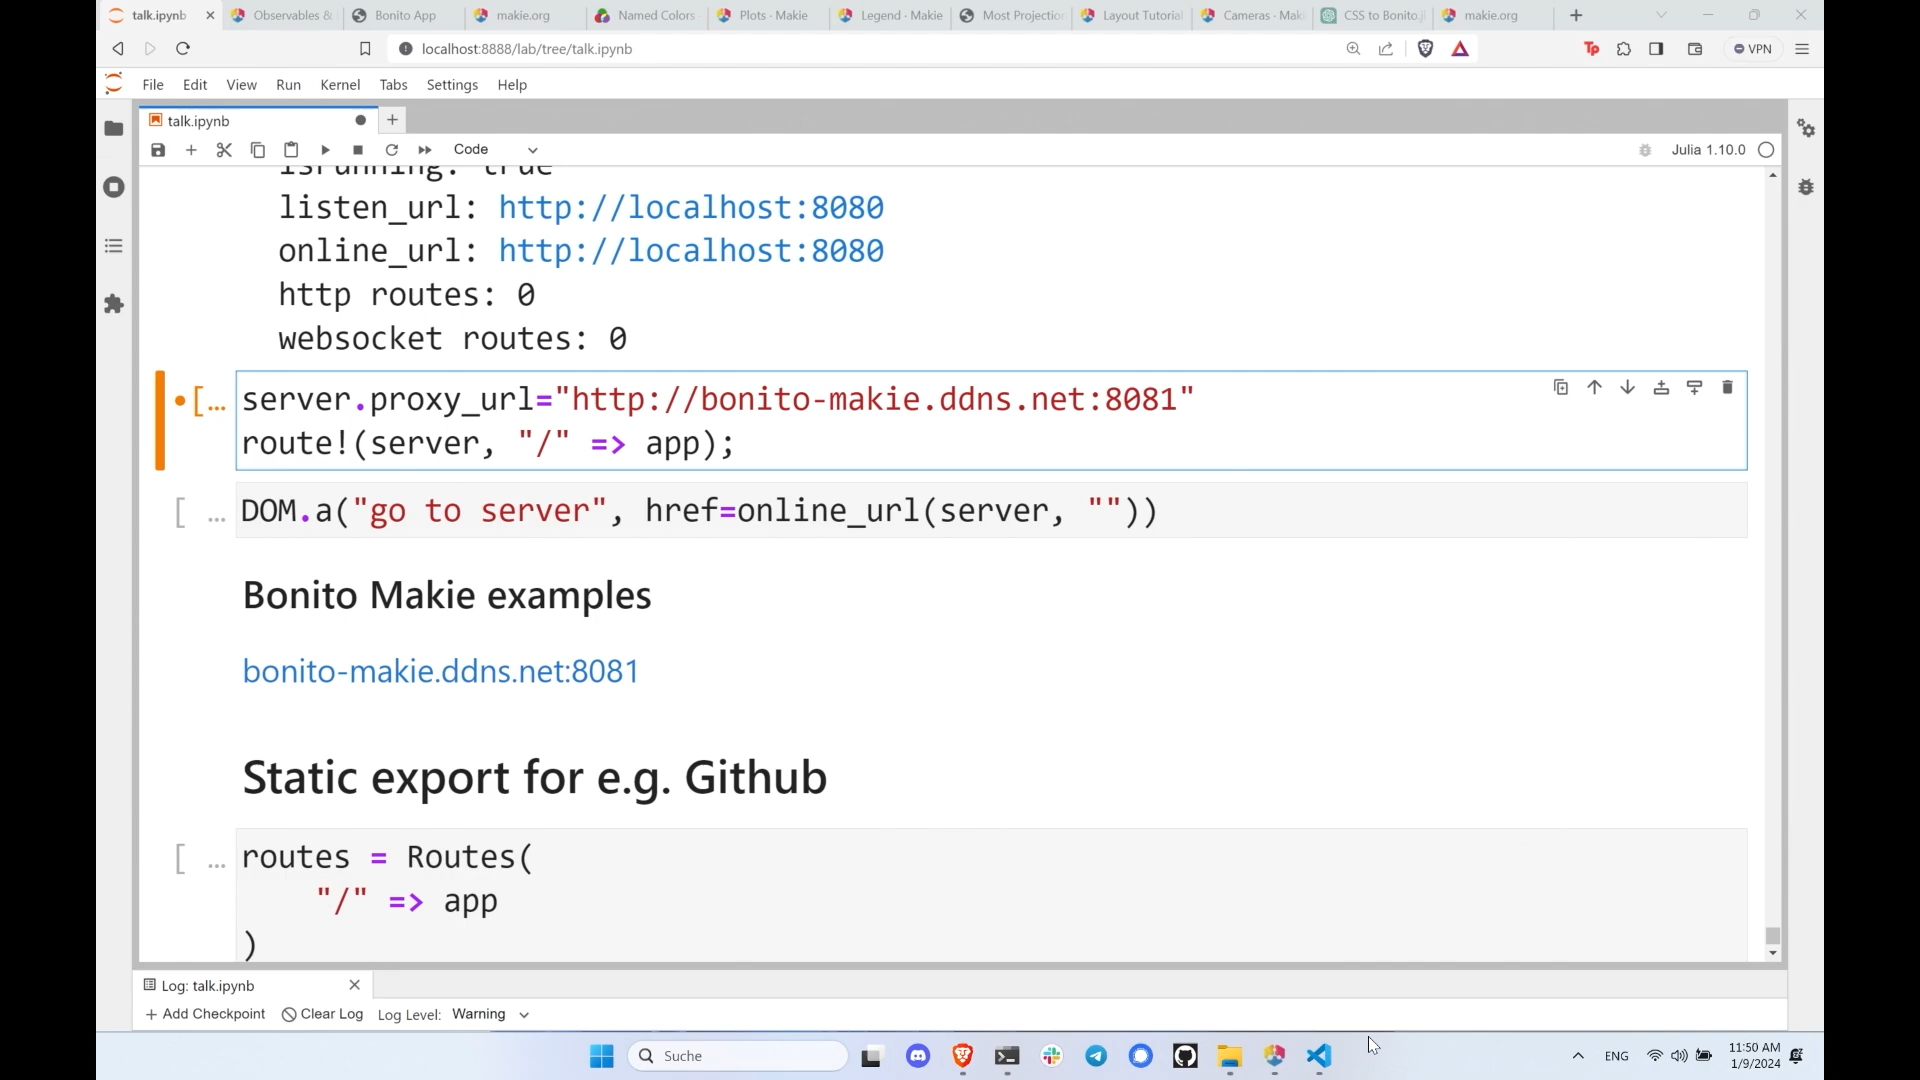 talk.ipynb
Observables &
Bonito App
makie.org
Named Colors
Plots · Makie
Legend · Makie
Most Projectio
Layout Tutorial
Cameras · Mak
CSS to Bonito.j
makie.org
localhost:8888/lab/tree/talk.ipynb
Tp
VPN
File Edit View Run Kernel Tabs Settings Help
talk.ipynb
Code
Julia 1.10.0
isrunning: true
listen_url: http://localhost:8080
online_url: http://localhost:8080
http routes: 0
websocket routes: 0
[…
server.proxy_url="http://bonito-makie.ddns.net:8081"
route!(server, "/" => app);
[ …
DOM.a("go to server", href=online_url(server, ""))
Bonito Makie examples
bonito-makie.ddns.net:8081
Static export for e.g. Github
[ …
routes = Routes(
"/" => app
)
Log: talk.ipynb
Add Checkpoint Clear Log Log Level: Warning
Suche
ENG
11:50 AM
1/9/2024